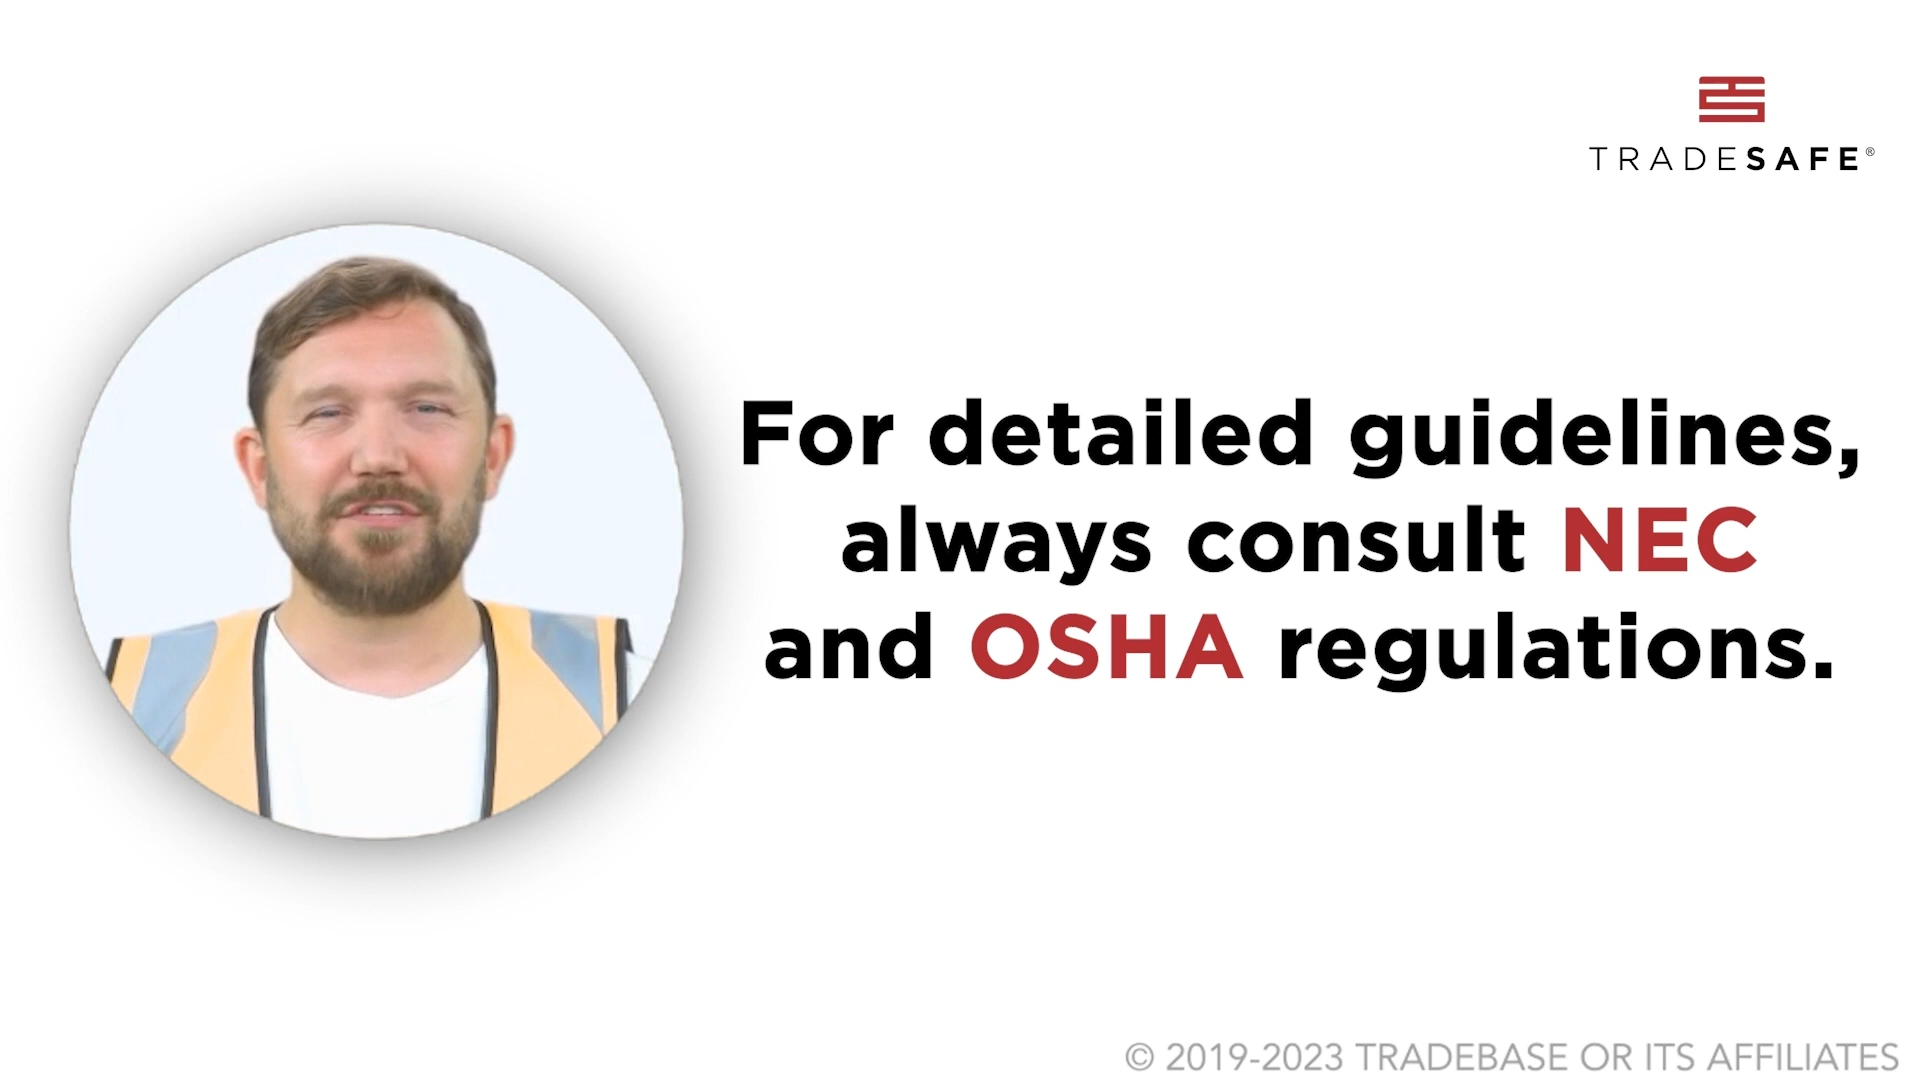 TRADESAFE®
For detailed guidelines,
always consult NEC
and OSHA regulations.
© 2019-2023 TRADEBASE OR ITS AFFILIATES